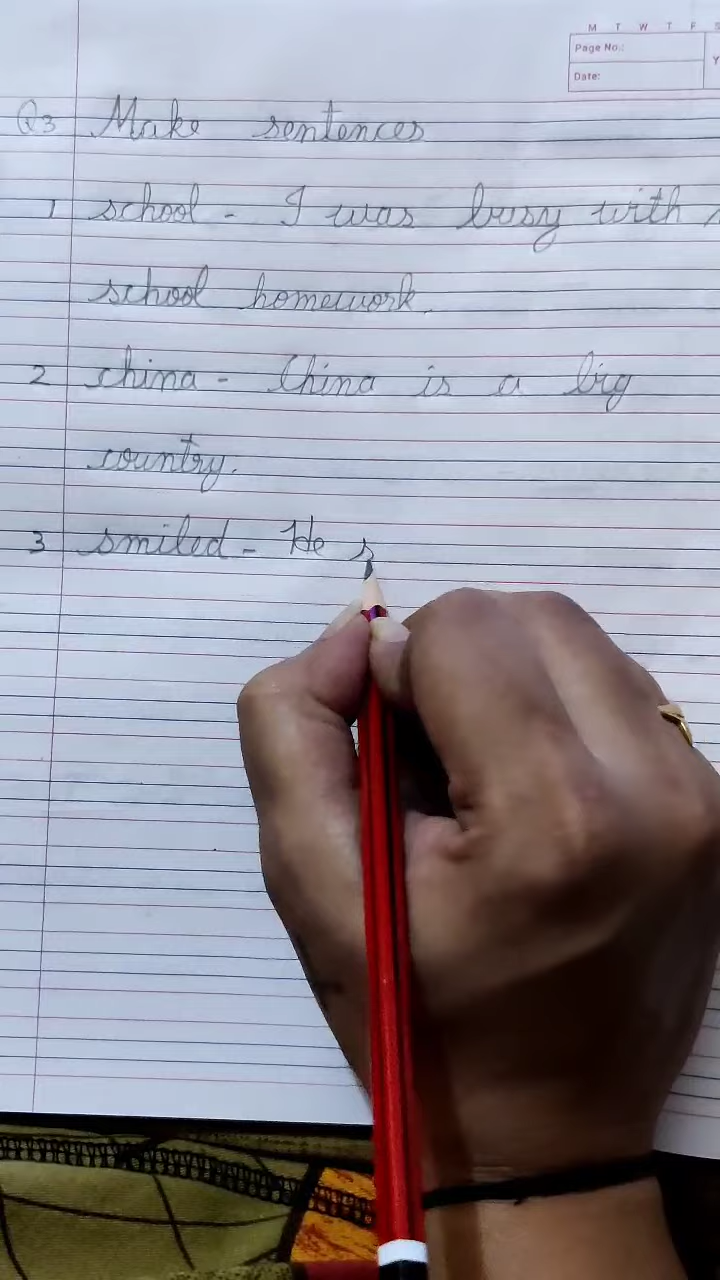 M T W T F S
Page No.:
Date:
Y
Q3 Make sentences
1 school - I was busy with
school homework.
2 china - China is a big
country.
3 smiled - He s